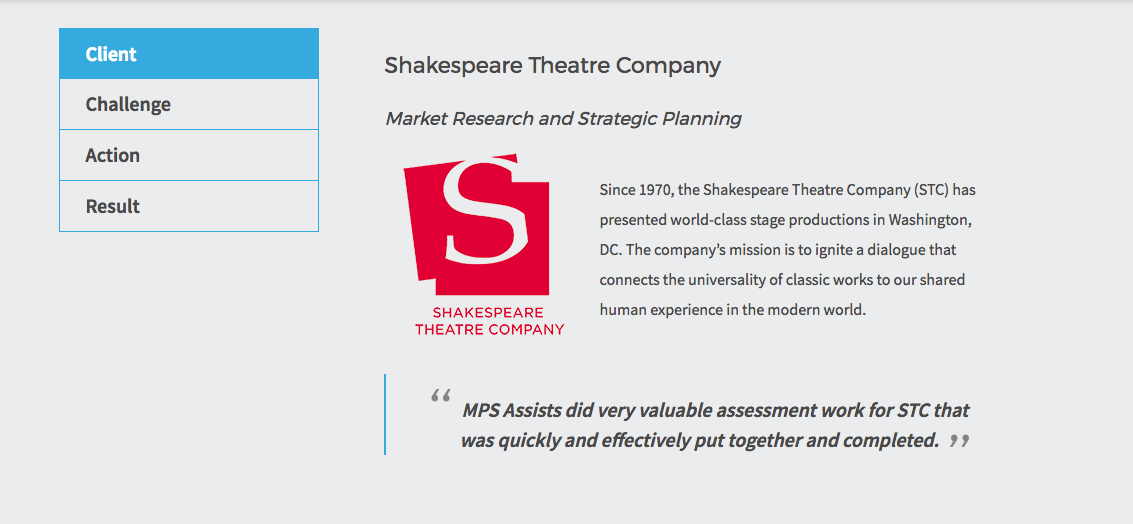 Client
Challenge
Action
Result
Shakespeare Theatre Company
Market Research and Strategic Planning
S
SHAKESPEARE
THEATRE COMPANY
Since 1970, the Shakespeare Theatre Company (STC) has
presented world-class stage productions in Washington,
DC. The company’s mission is to ignite a dialogue that
connects the universality of classic works to our shared
human experience in the modern world.
“ MPS Assists did very valuable assessment work for STC that
was quickly and effectively put together and completed. ”